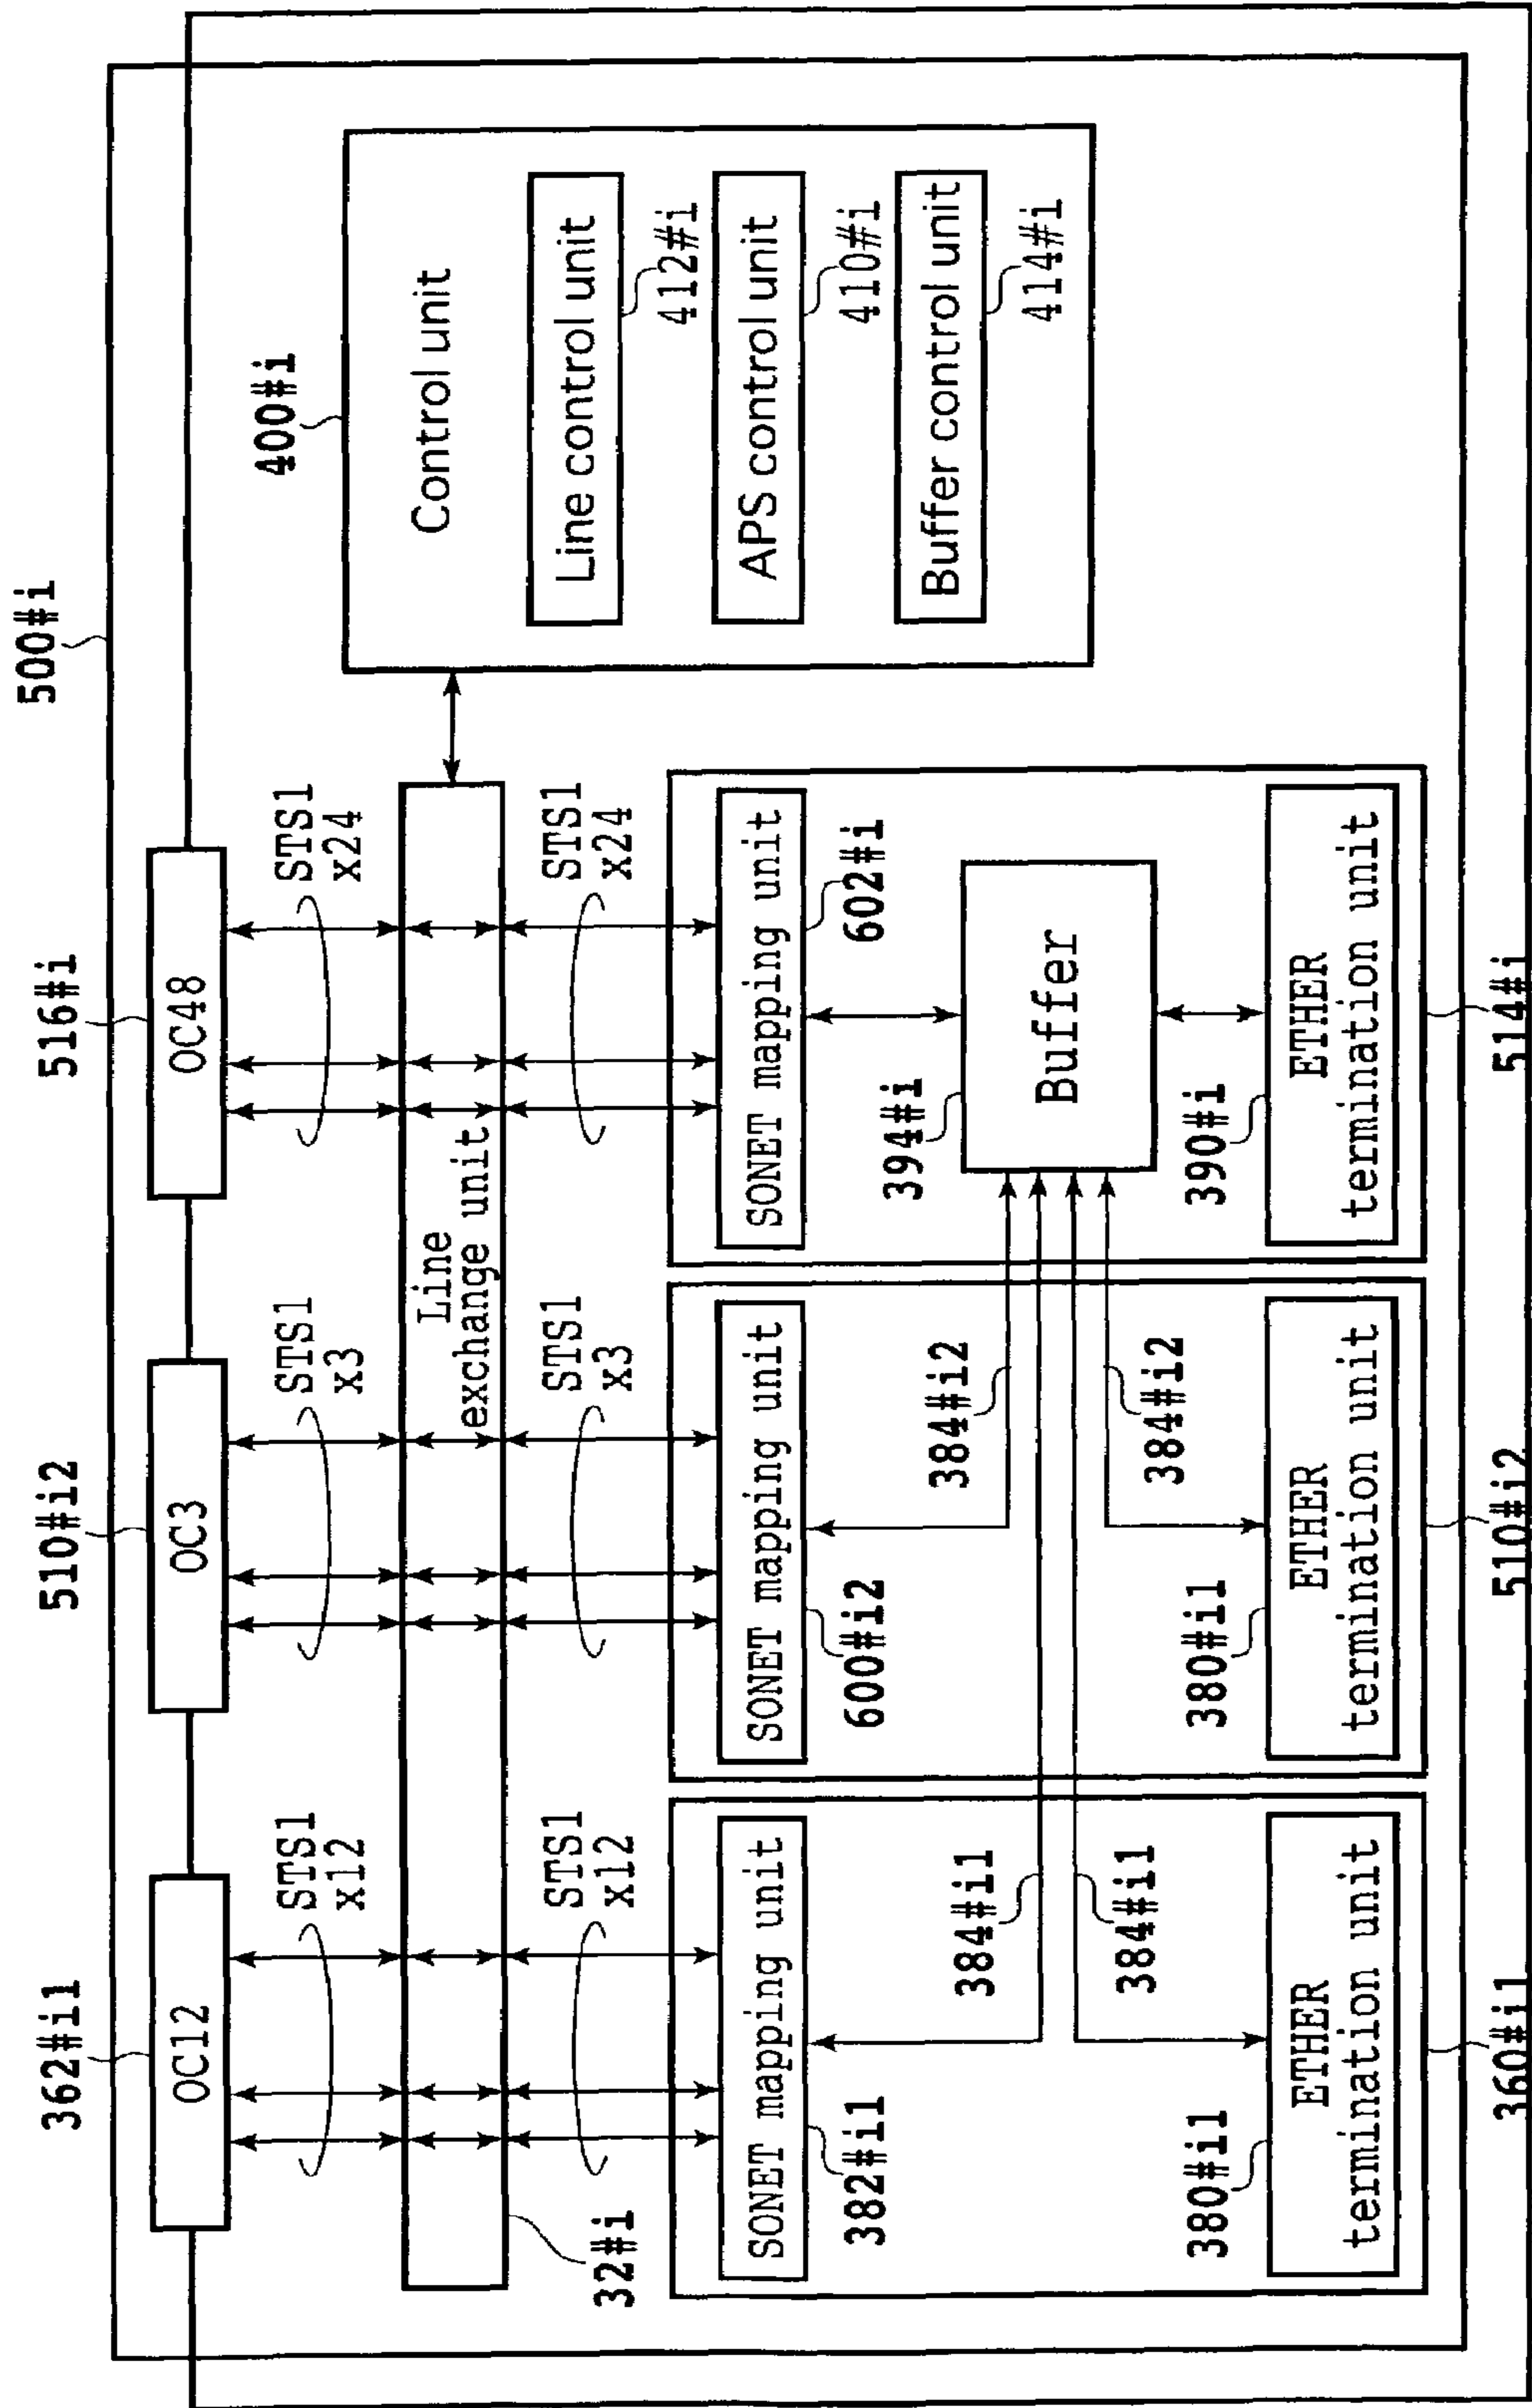 500#i
362#i1
510#i2
516#i
OC12
OC3
OC48
STS1
x12
STS1
x3
STS1
x24
400#i
Control unit
Line control unit
412#i
APS control unit
410#i
Buffer control unit
414#i
Line
exchange unit
32#i
STS1
x12
STS1
x3
STS1
x24
SONET mapping unit
SONET mapping unit
SONET mapping unit
382#i1
600#i2
602#i
394#i
Buffer
384#i1
384#i2
384#i1
384#i2
380#i1
380#i1
390#i
ETHER
termination unit
ETHER
termination unit
ETHER
termination unit
360#i1
510#i2
514#i